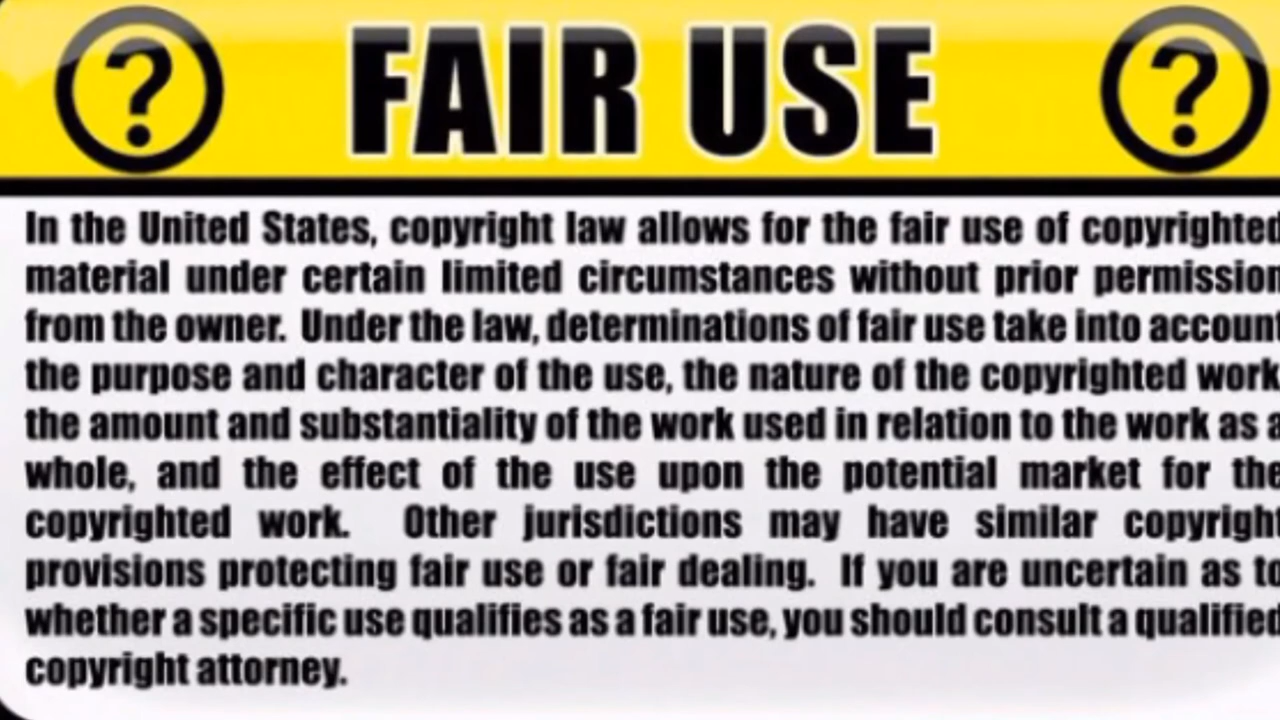 ? FAIR USE ?
In the United States, copyright law allows for the fair use of copyrighted
material under certain limited circumstances without prior permission
from the owner. Under the law, determinations of fair use take into account
the purpose and character of the use, the nature of the copyrighted work
the amount and substantiality of the work used in relation to the work as a
whole, and the effect of the use upon the potential market for the
copyrighted work. Other jurisdictions may have similar copyright
provisions protecting fair use or fair dealing. If you are uncertain as to
whether a specific use qualifies as a fair use, you should consult a qualified
copyright attorney.